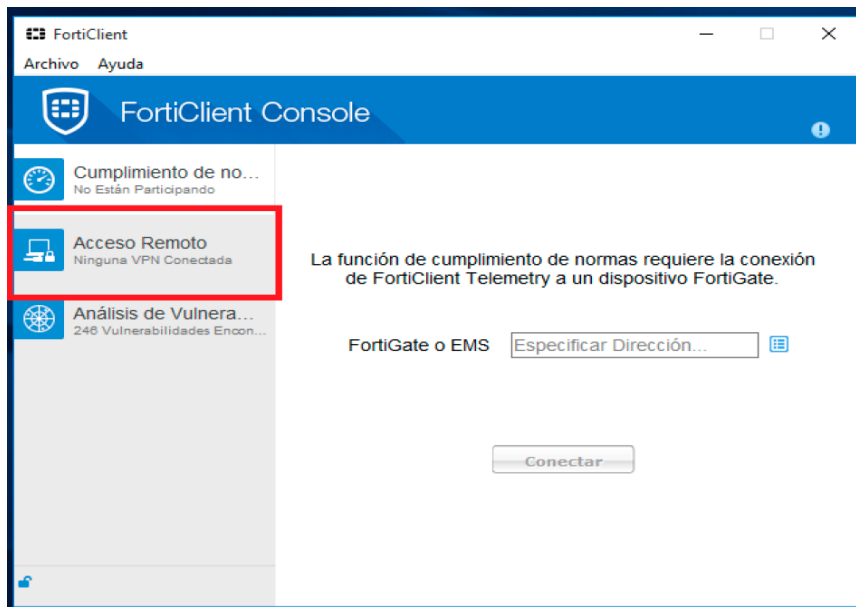 FortiClient
Archivo Ayuda
FortiClient Console
Cumplimiento de no...
No Están Participando
Acceso Remoto
Ninguna VPN Conectada
Análisis de Vulnera...
246 Vulnerabilidades Encon...
La función de cumplimiento de normas requiere la conexión
de FortiClient Telemetry a un dispositivo FortiGate.
FortiGate o EMS
Especificar Dirección...
Conectar